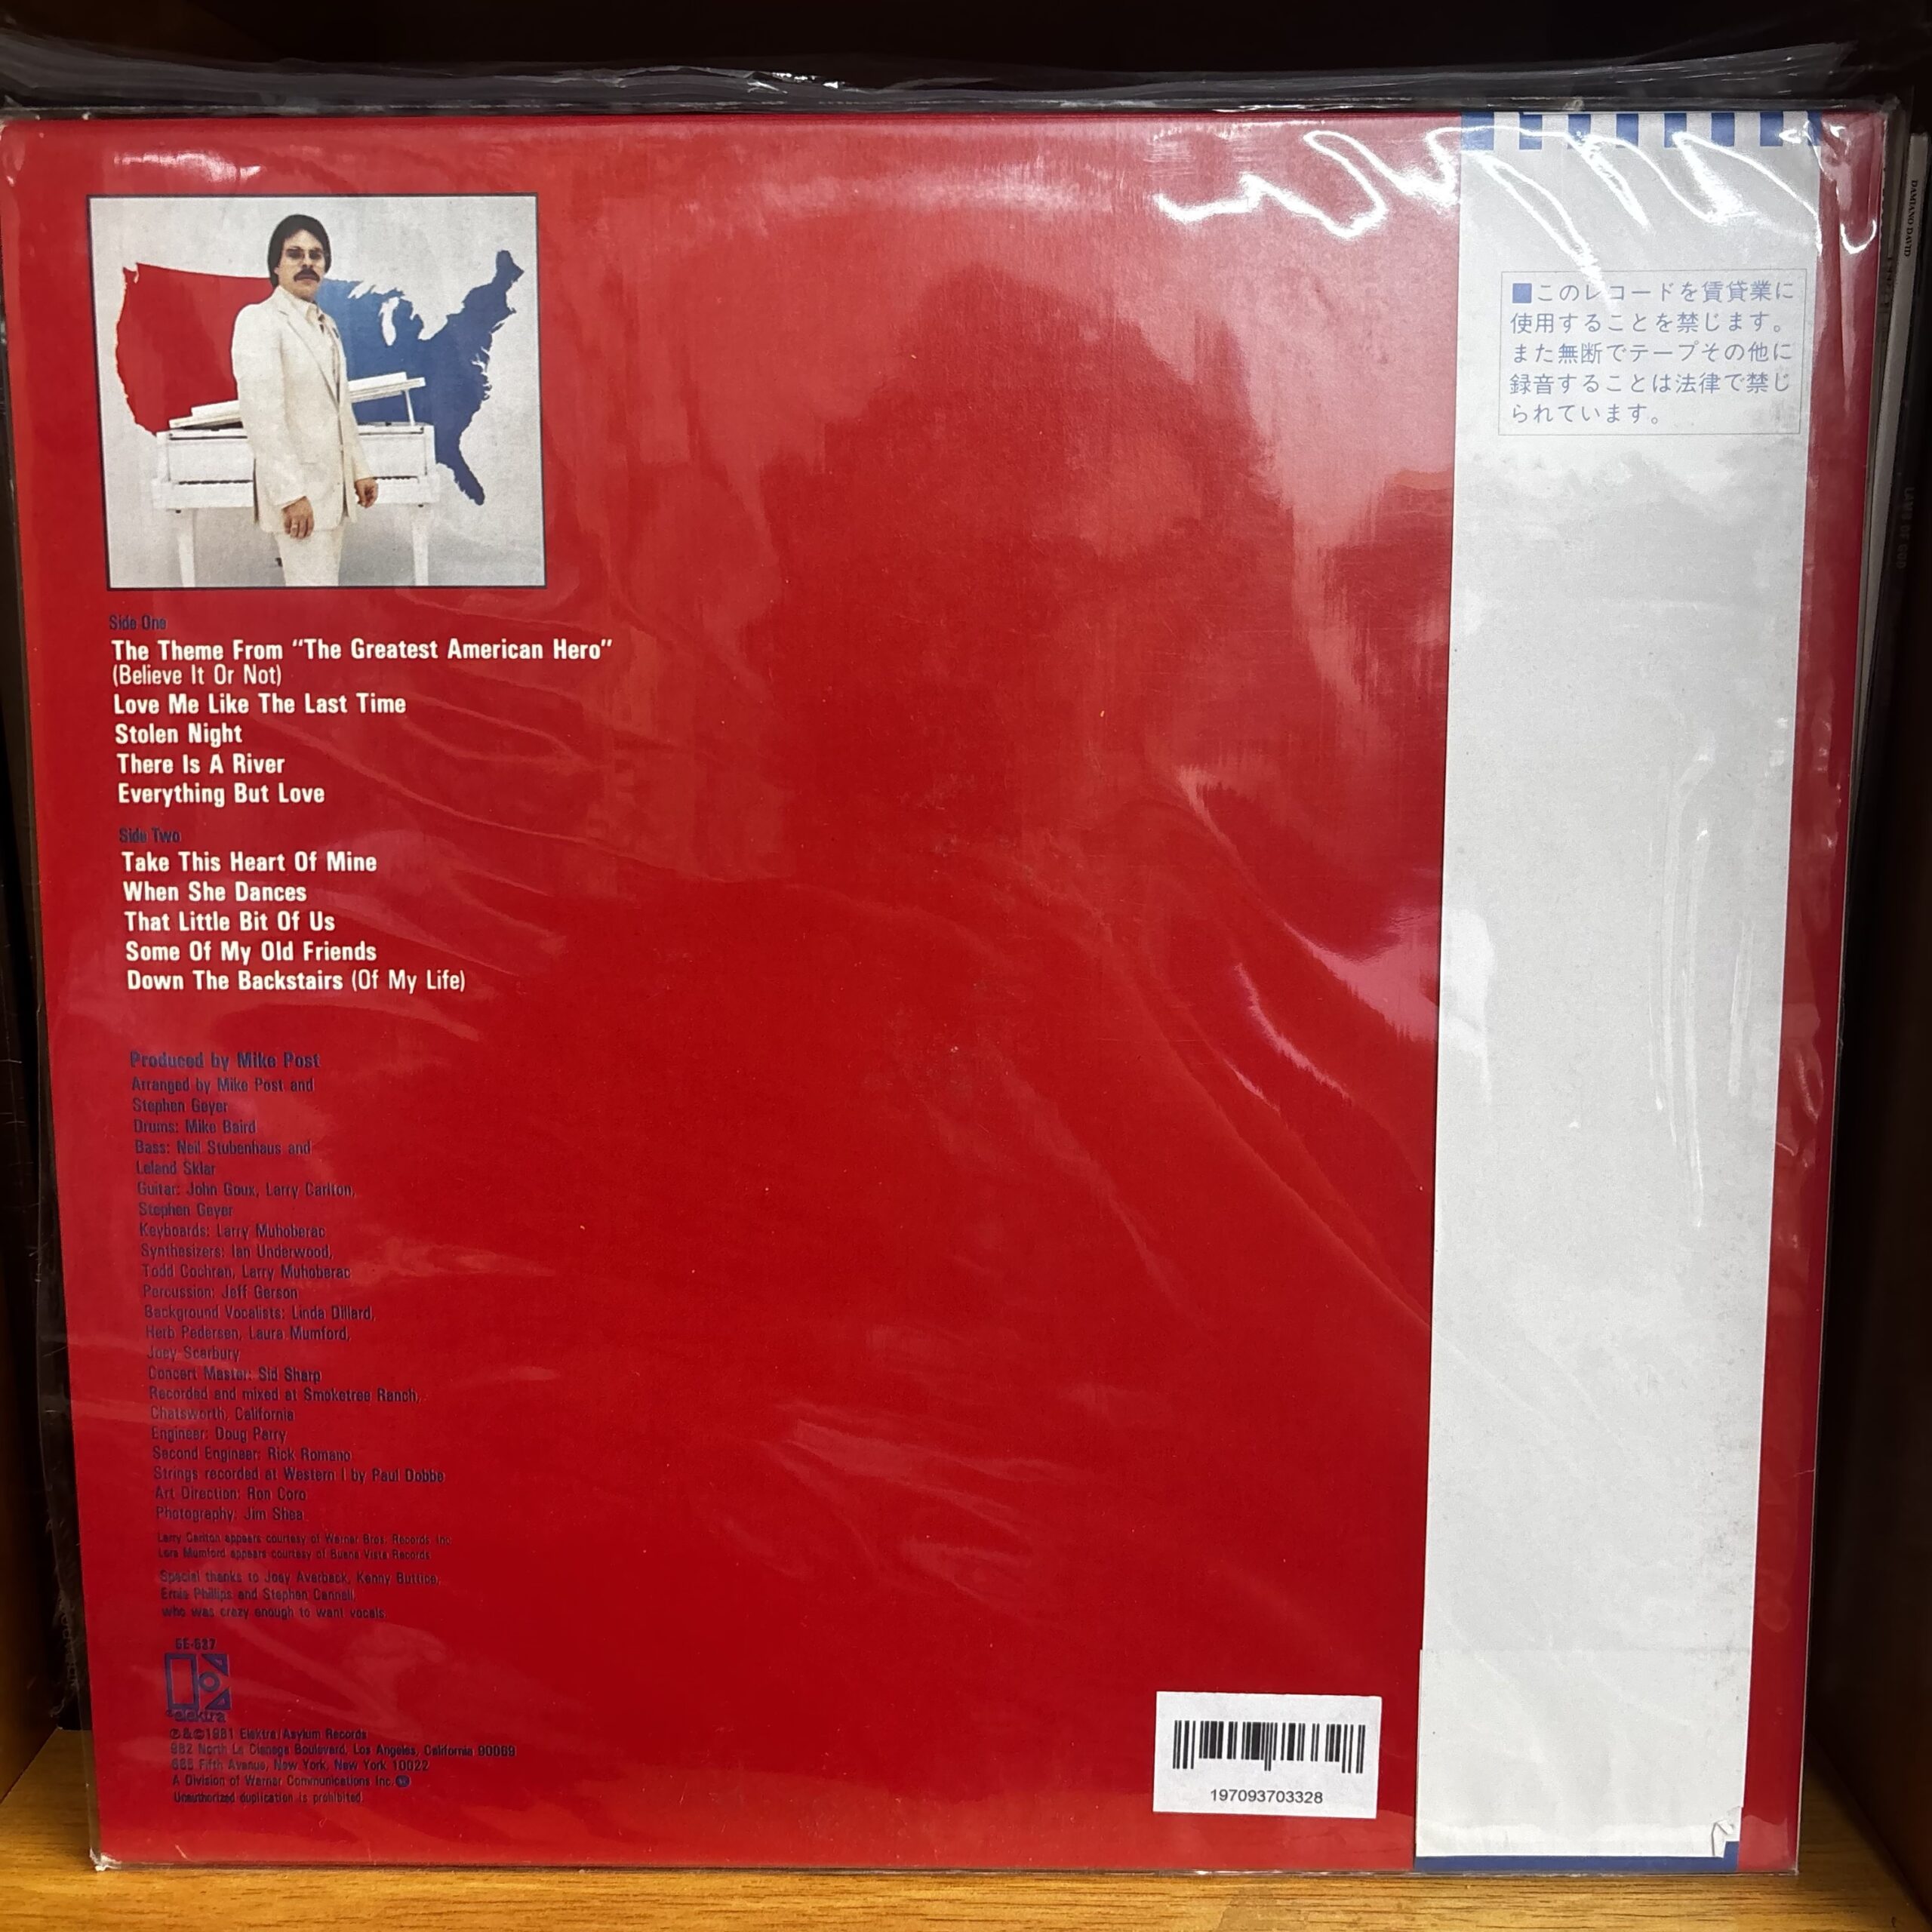 Side One
The Theme From "The Greatest American Hero"
(Believe It Or Not)
Love Me Like The Last Time
Stolen Night
There Is A River
Everything But Love
Side Two
Take This Heart Of Mine
When She Dances
That Little Bit Of Us
Some Of My Old Friends
Down The Backstairs (Of My Life)
Produced by Mike Post
Arranged by Mike Post and
Stephen Geyer
Drums: Mike Baird
Bass: Neil Stubenhaus and
Leland Sklar
Guitar: John Goux, Larry Carlton,
Stephen Geyer
Keyboards: Larry Muhoberac
Synthesizers: Ian Underwood,
Todd Cochran, Larry Muhoberac
Percussion: Jeff Gerson
Background Vocalists: Linda Dillard,
Herb Pedersen, Laura Mumford,
Joey Scarbury
Concert Master: Sid Sharp
Recorded and mixed at Smoketree Ranch,
Chatsworth, California
Engineer: Doug Parry
Second Engineer: Rick Romano
Strings recorded at Western I by Paul Dobbe
Art Direction: Ron Coro
Photography: Jim Shea
Larry Carlton appears courtesy of Warner Bros. Records Inc.
Lara Mumford appears courtesy of Buena Vista Records
Special thanks to Joey Averback, Kenny Buttice,
Ernie Phillips and Stephen Cannell
who was crazy enough to want vocals.
5E-537
elektra
℗&©1981 Elektra/Asylum Records
962 North La Cienega Boulevard, Los Angeles, California 90069
665 Fifth Avenue, New York, New York 10022
A Division of Warner Communications Inc.
Unauthorized duplication is prohibited.
■このレコードを賃貸業に
使用することを禁じます。
また無断でテープその他に
録音することは法律で禁じ
られています。
197093703328
DAMIANO DAVID
LAMB OF GOD